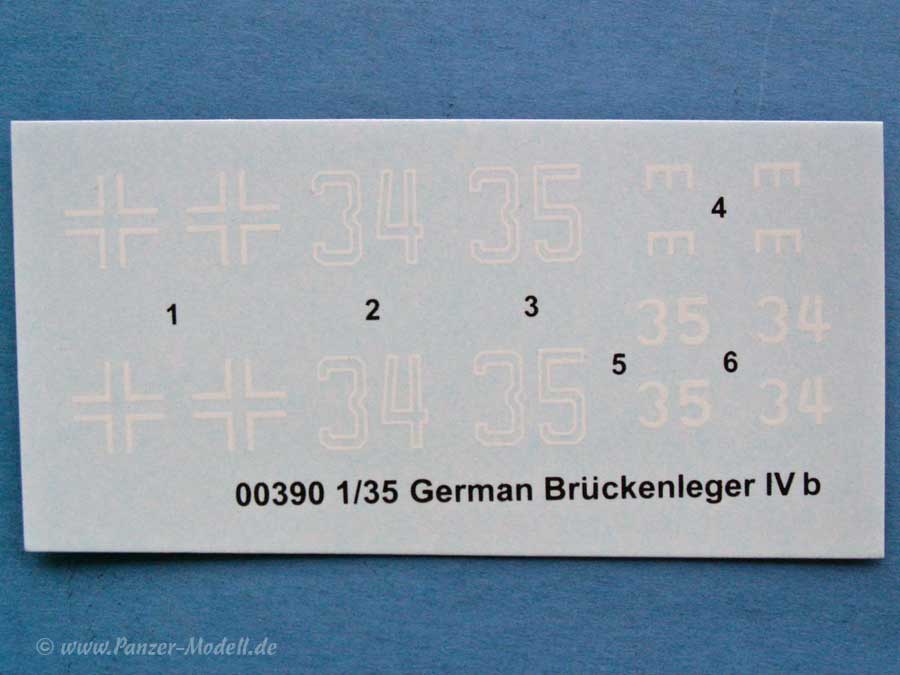 34 35 E E
4
E E
1 2 3
35 34
5 6
34 35 35 34
00390 1/35 German Brückenleger IV b
© www.Panzer-Modell.de